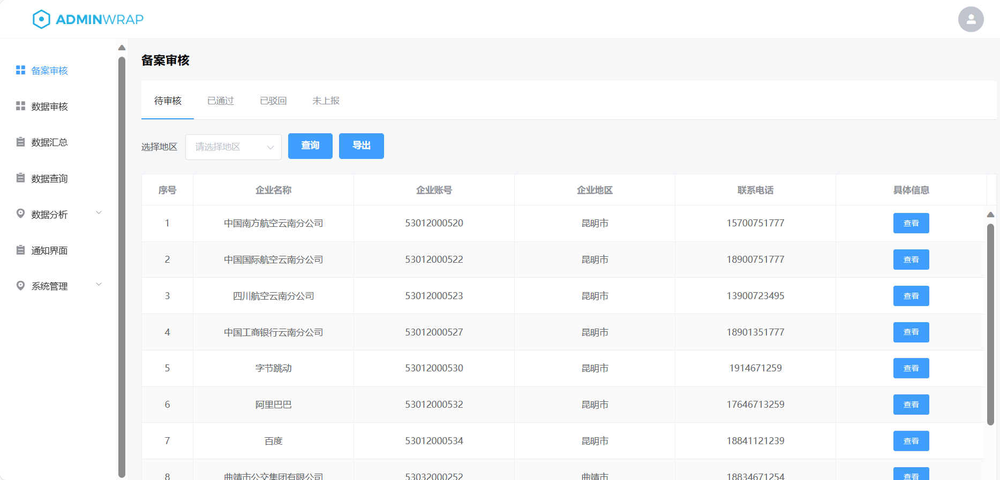 ADMINWRAP
备案审核
数据审核
数据汇总
数据查询
数据分析
通知界面
系统管理
备案审核
待审核 已通过 已驳回 未上报
选择地区 请选择地区 查询 导出
序号 企业名称 企业账号 企业地区 联系电话 具体信息
1 中国南方航空云南分公司 53012000520 昆明市 15700751777 查看
2 中国国际航空云南分公司 53012000522 昆明市 18900751777 查看
3 四川航空云南分公司 53012000523 昆明市 13900723495 查看
4 中国工商银行云南分公司 53012000527 昆明市 18901351777 查看
5 字节跳动 53012000530 昆明市 1914671259 查看
6 阿里巴巴 53012000532 昆明市 17646713259 查看
7 百度 53012000534 昆明市 18841121239 查看
8 曲靖市公交集团有限公司 53032000252 曲靖市 18834671254 查看